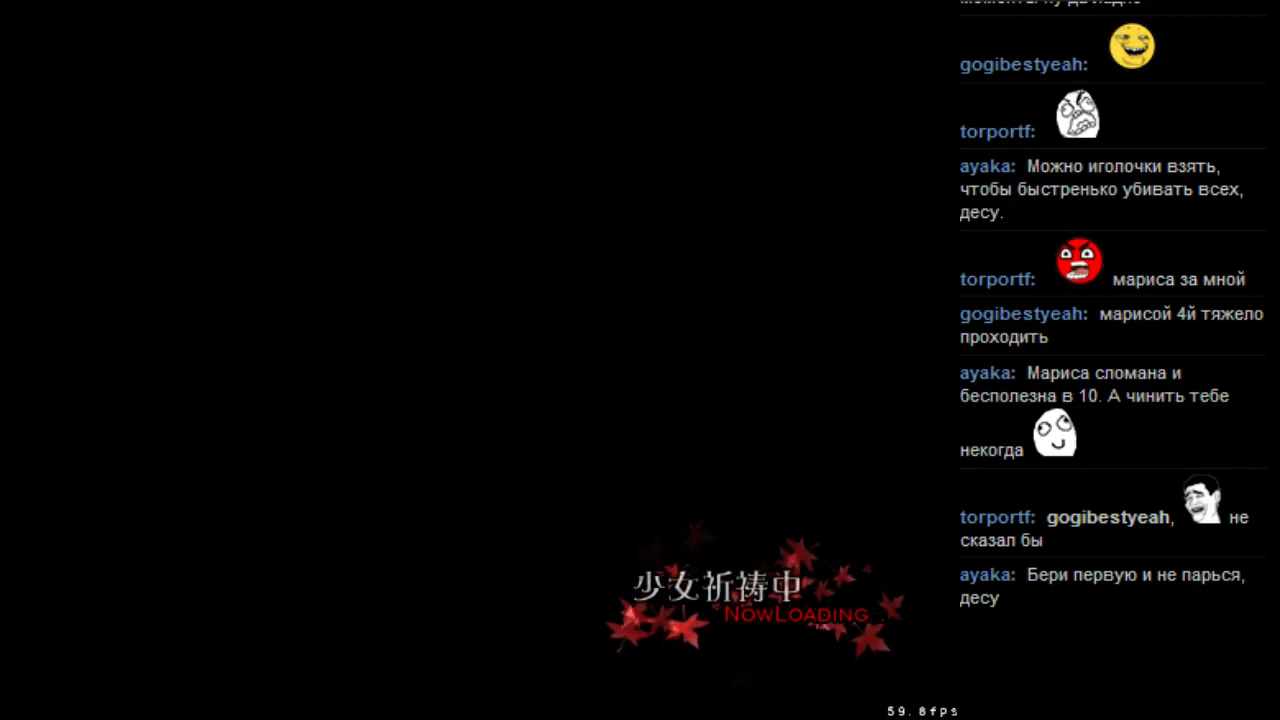 gogibestyeah:
torportf:
ayaka: Можно иголочки взять,
чтобы быстренько убивать всех,
десу.
torportf: мариса за мной
gogibestyeah: марисой 4й тяжело
проходить
ayaka: Мариса сломана и
бесполезна в 10. А чинить тебе
некогда
torportf: gogibestyeah, не
сказал бы
ayaka: Бери первую и не парься,
десу
少女祈祷中
NowLoading...
59.8fps